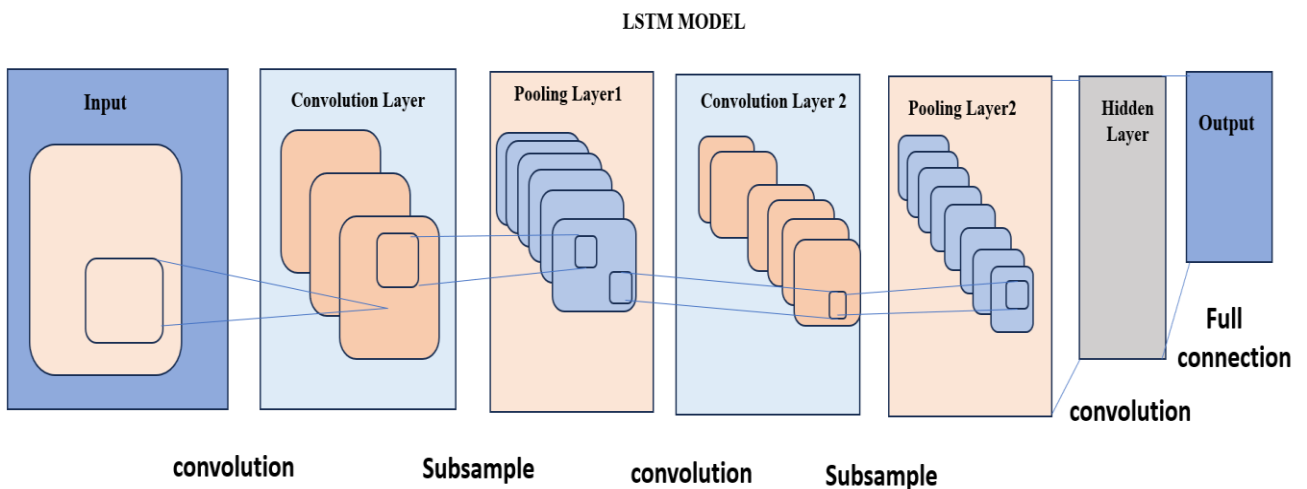 LSTM MODEL
Input
Convolution Layer
Pooling Layer1
Convolution Layer 2
Pooling Layer2
Hidden
Layer
Output
Full
connection
convolution
convolution
Subsample
convolution
Subsample